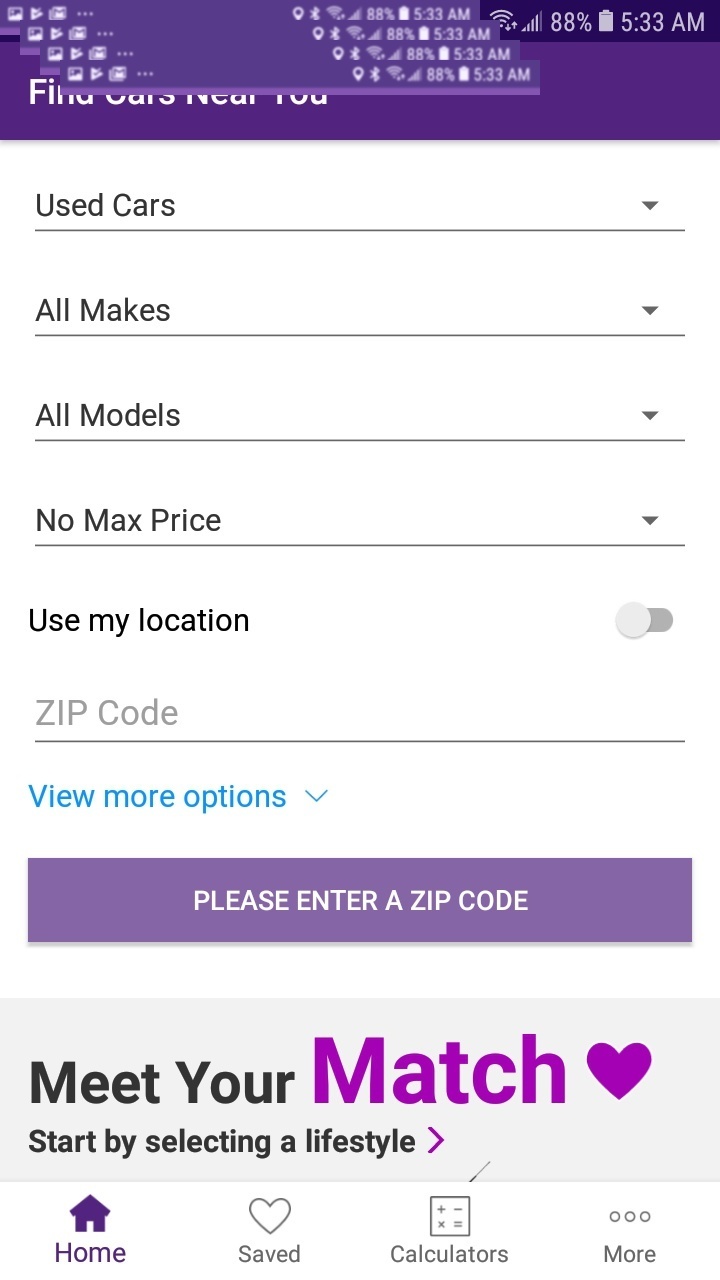 88% 5:33 AM
88% 5:33 AM
88% 5:33 AM
88% 5:33 AM
88% 5:33 AM
Find Cars Near You
Used Cars
All Makes
All Models
No Max Price
Use my location
ZIP Code
View more options
PLEASE ENTER A ZIP CODE
Meet Your Match
Start by selecting a lifestyle
Home
Saved
Calculators
More